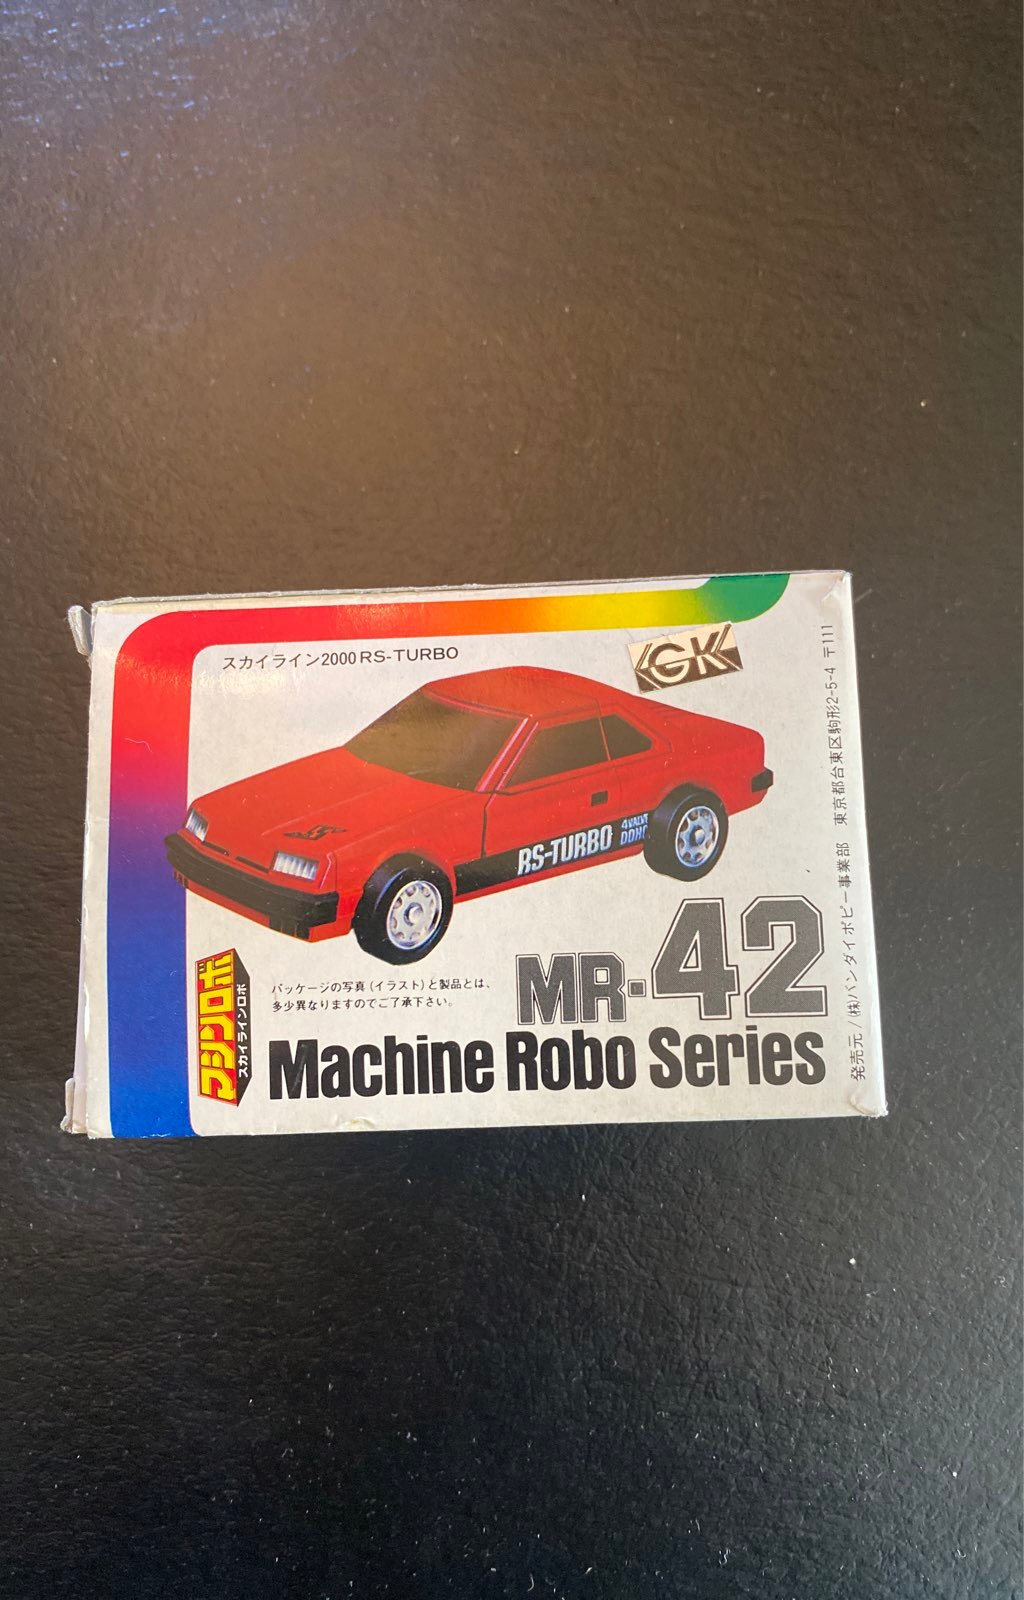 スカイライン2000 RS-TURBO
GK
RS-TURBO
4VALVE
DOHC
パッケージの写真(イラスト)と製品とは、
多少異なりますのでご了承下さい。
MR-42
Machine Robo Series
マシンロボ
スカイラインロボ
発売元/(株)バンダイ ポピー事業部 東京都台東区駒形2-5-4 〒111